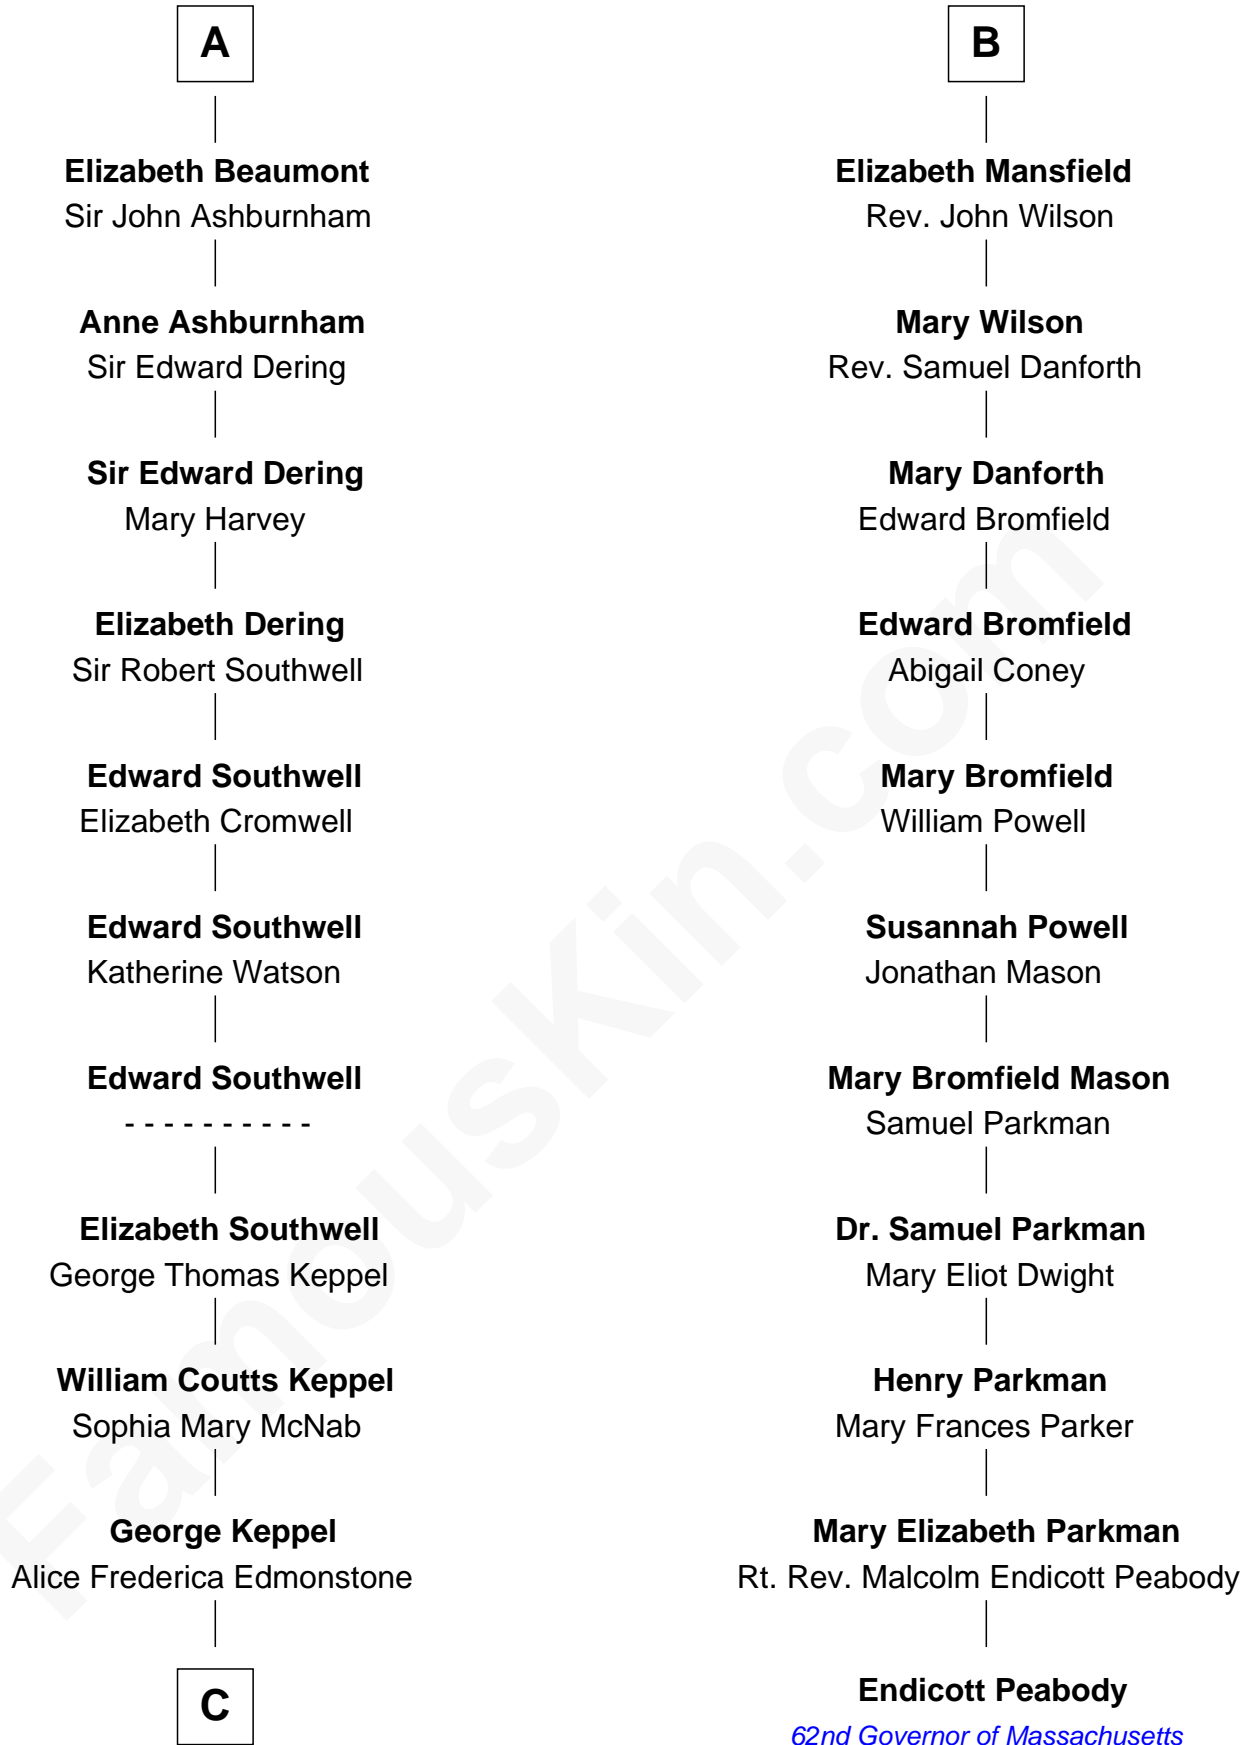 A
Elizabeth Beaumont
Sir John Ashburnham
Anne Ashburnham
Sir Edward Dering
Sir Edward Dering
Mary Harvey
Elizabeth Dering
Sir Robert Southwell
Edward Southwell
Elizabeth Cromwell
Edward Southwell
Katherine Watson
Edward Southwell
- - - - - - - - - -
Elizabeth Southwell
George Thomas Keppel
William Coutts Keppel
Sophia Mary McNab
George Keppel
Alice Frederica Edmonstone
C
B
Elizabeth Mansfield
Rev. John Wilson
Mary Wilson
Rev. Samuel Danforth
Mary Danforth
Edward Bromfield
Edward Bromfield
Abigail Coney
Mary Bromfield
William Powell
Susannah Powell
Jonathan Mason
Mary Bromfield Mason
Samuel Parkman
Dr. Samuel Parkman
Mary Eliot Dwight
Henry Parkman
Mary Frances Parker
Mary Elizabeth Parkman
Rt. Rev. Malcolm Endicott Peabody
Endicott Peabody
62nd Governor of Massachusetts
FamousKin.com